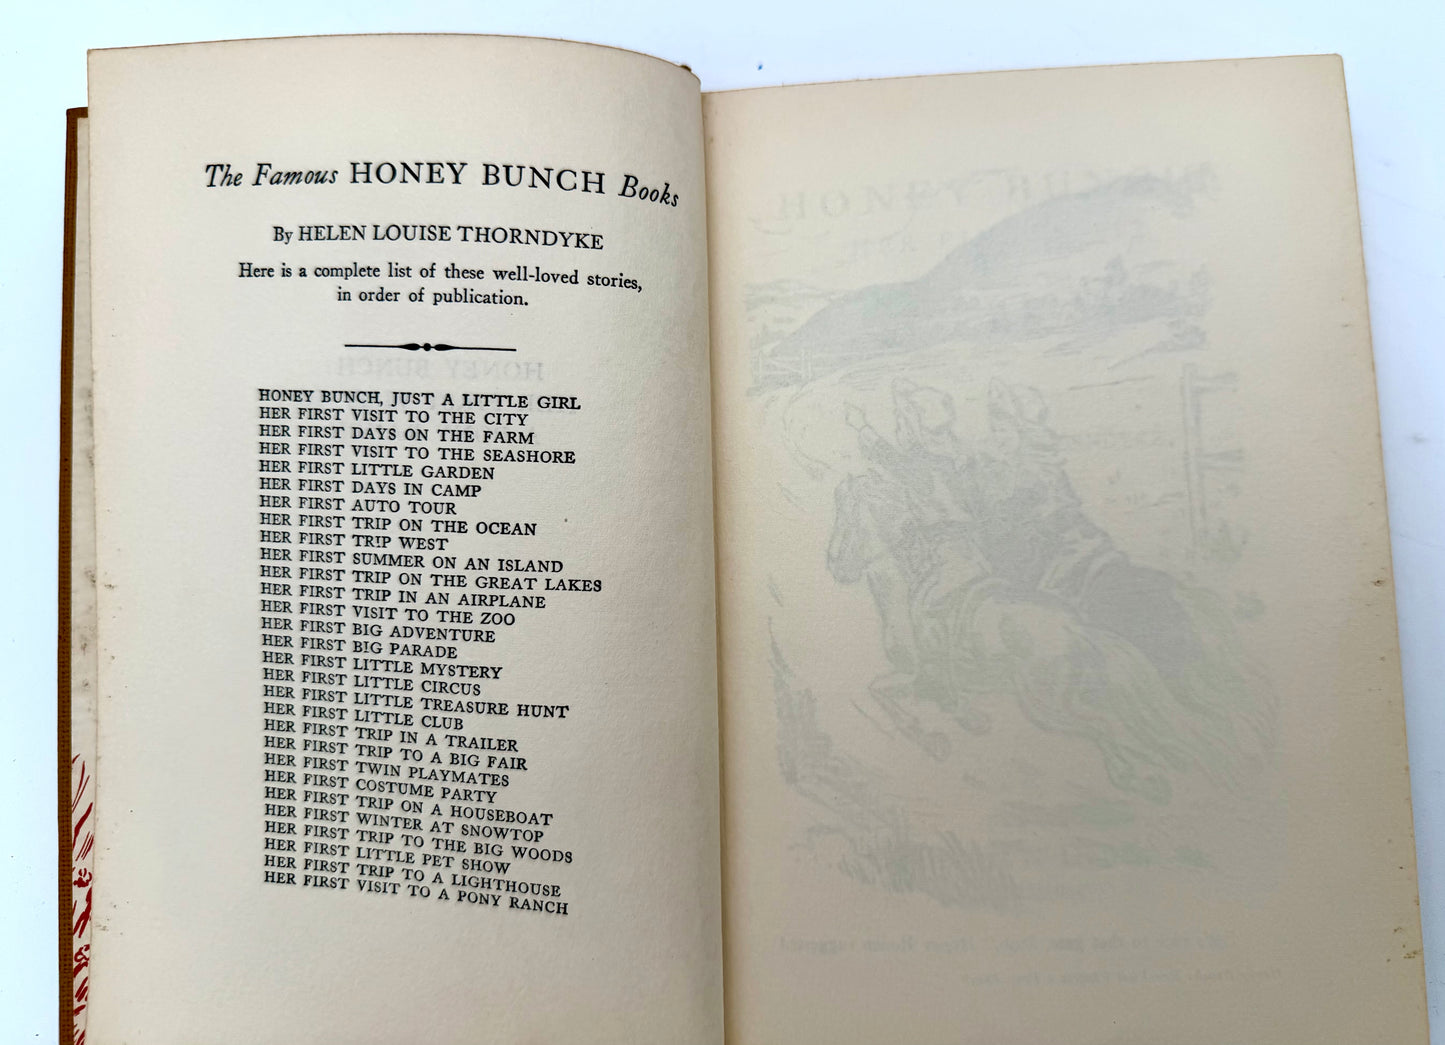 The Famous HONEY BUNCH Books
By HELEN LOUISE THORNDYKE
Here is a complete list of these well-loved stories,
in order of publication.
HONEY BUNCH
HONEY BUNCH, JUST A LITTLE GIRL
HER FIRST VISIT TO THE CITY
HER FIRST DAYS ON THE FARM
HER FIRST VISIT TO THE SEASHORE
HER FIRST LITTLE GARDEN
HER FIRST DAYS IN CAMP
HER FIRST AUTO TOUR
HER FIRST TRIP ON THE OCEAN
HER FIRST TRIP WEST
HER FIRST SUMMER ON AN ISLAND
HER FIRST TRIP ON THE GREAT LAKES
HER FIRST TRIP IN AN AIRPLANE
HER FIRST VISIT TO THE ZOO
HER FIRST BIG ADVENTURE
HER FIRST BIG PARADE
HER FIRST LITTLE MYSTERY
HER FIRST LITTLE CIRCUS
HER FIRST LITTLE TREASURE HUNT
HER FIRST LITTLE CLUB
HER FIRST TRIP IN A TRAILER
HER FIRST TRIP TO A BIG FAIR
HER FIRST TWIN PLAYMATES
HER FIRST COSTUME PARTY
HER FIRST TRIP ON A HOUSEBOAT
HER FIRST WINTER AT SNOWTOP
HER FIRST TRIP TO THE BIG WOODS
HER FIRST LITTLE PET SHOW
HER FIRST TRIP TO A LIGHTHOUSE
HER FIRST VISIT TO A PONY RANCH
HONEY BUNCH